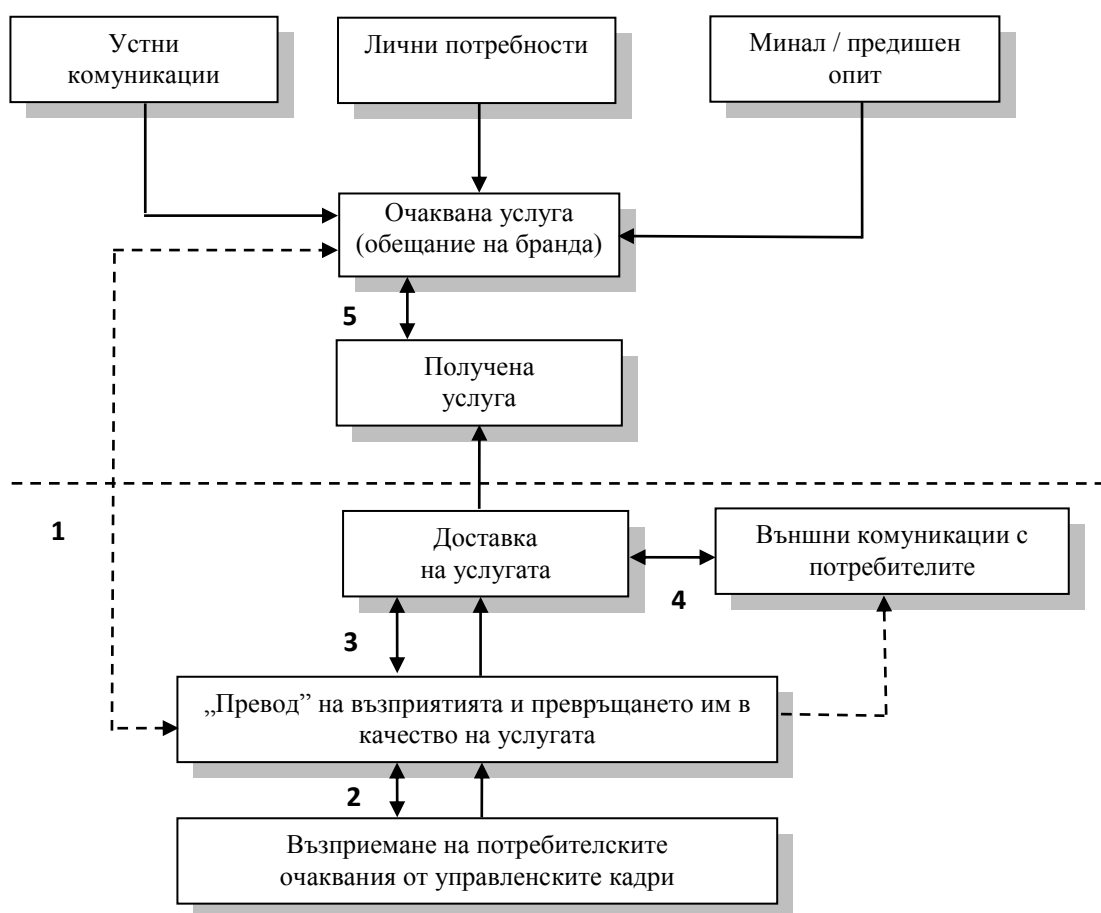 Устни
комуникации
Лични потребности
Минал / предишен
опит
Очаквана услуга
(обещание на бранда)
5
Получена
услуга
1
Доставка
на услугата
Външни комуникации с
потребителите
4
3
„Превод” на възприятията и превръщането им в
качество на услугата
2
Възприемане на потребителските
очаквания от управленските кадри